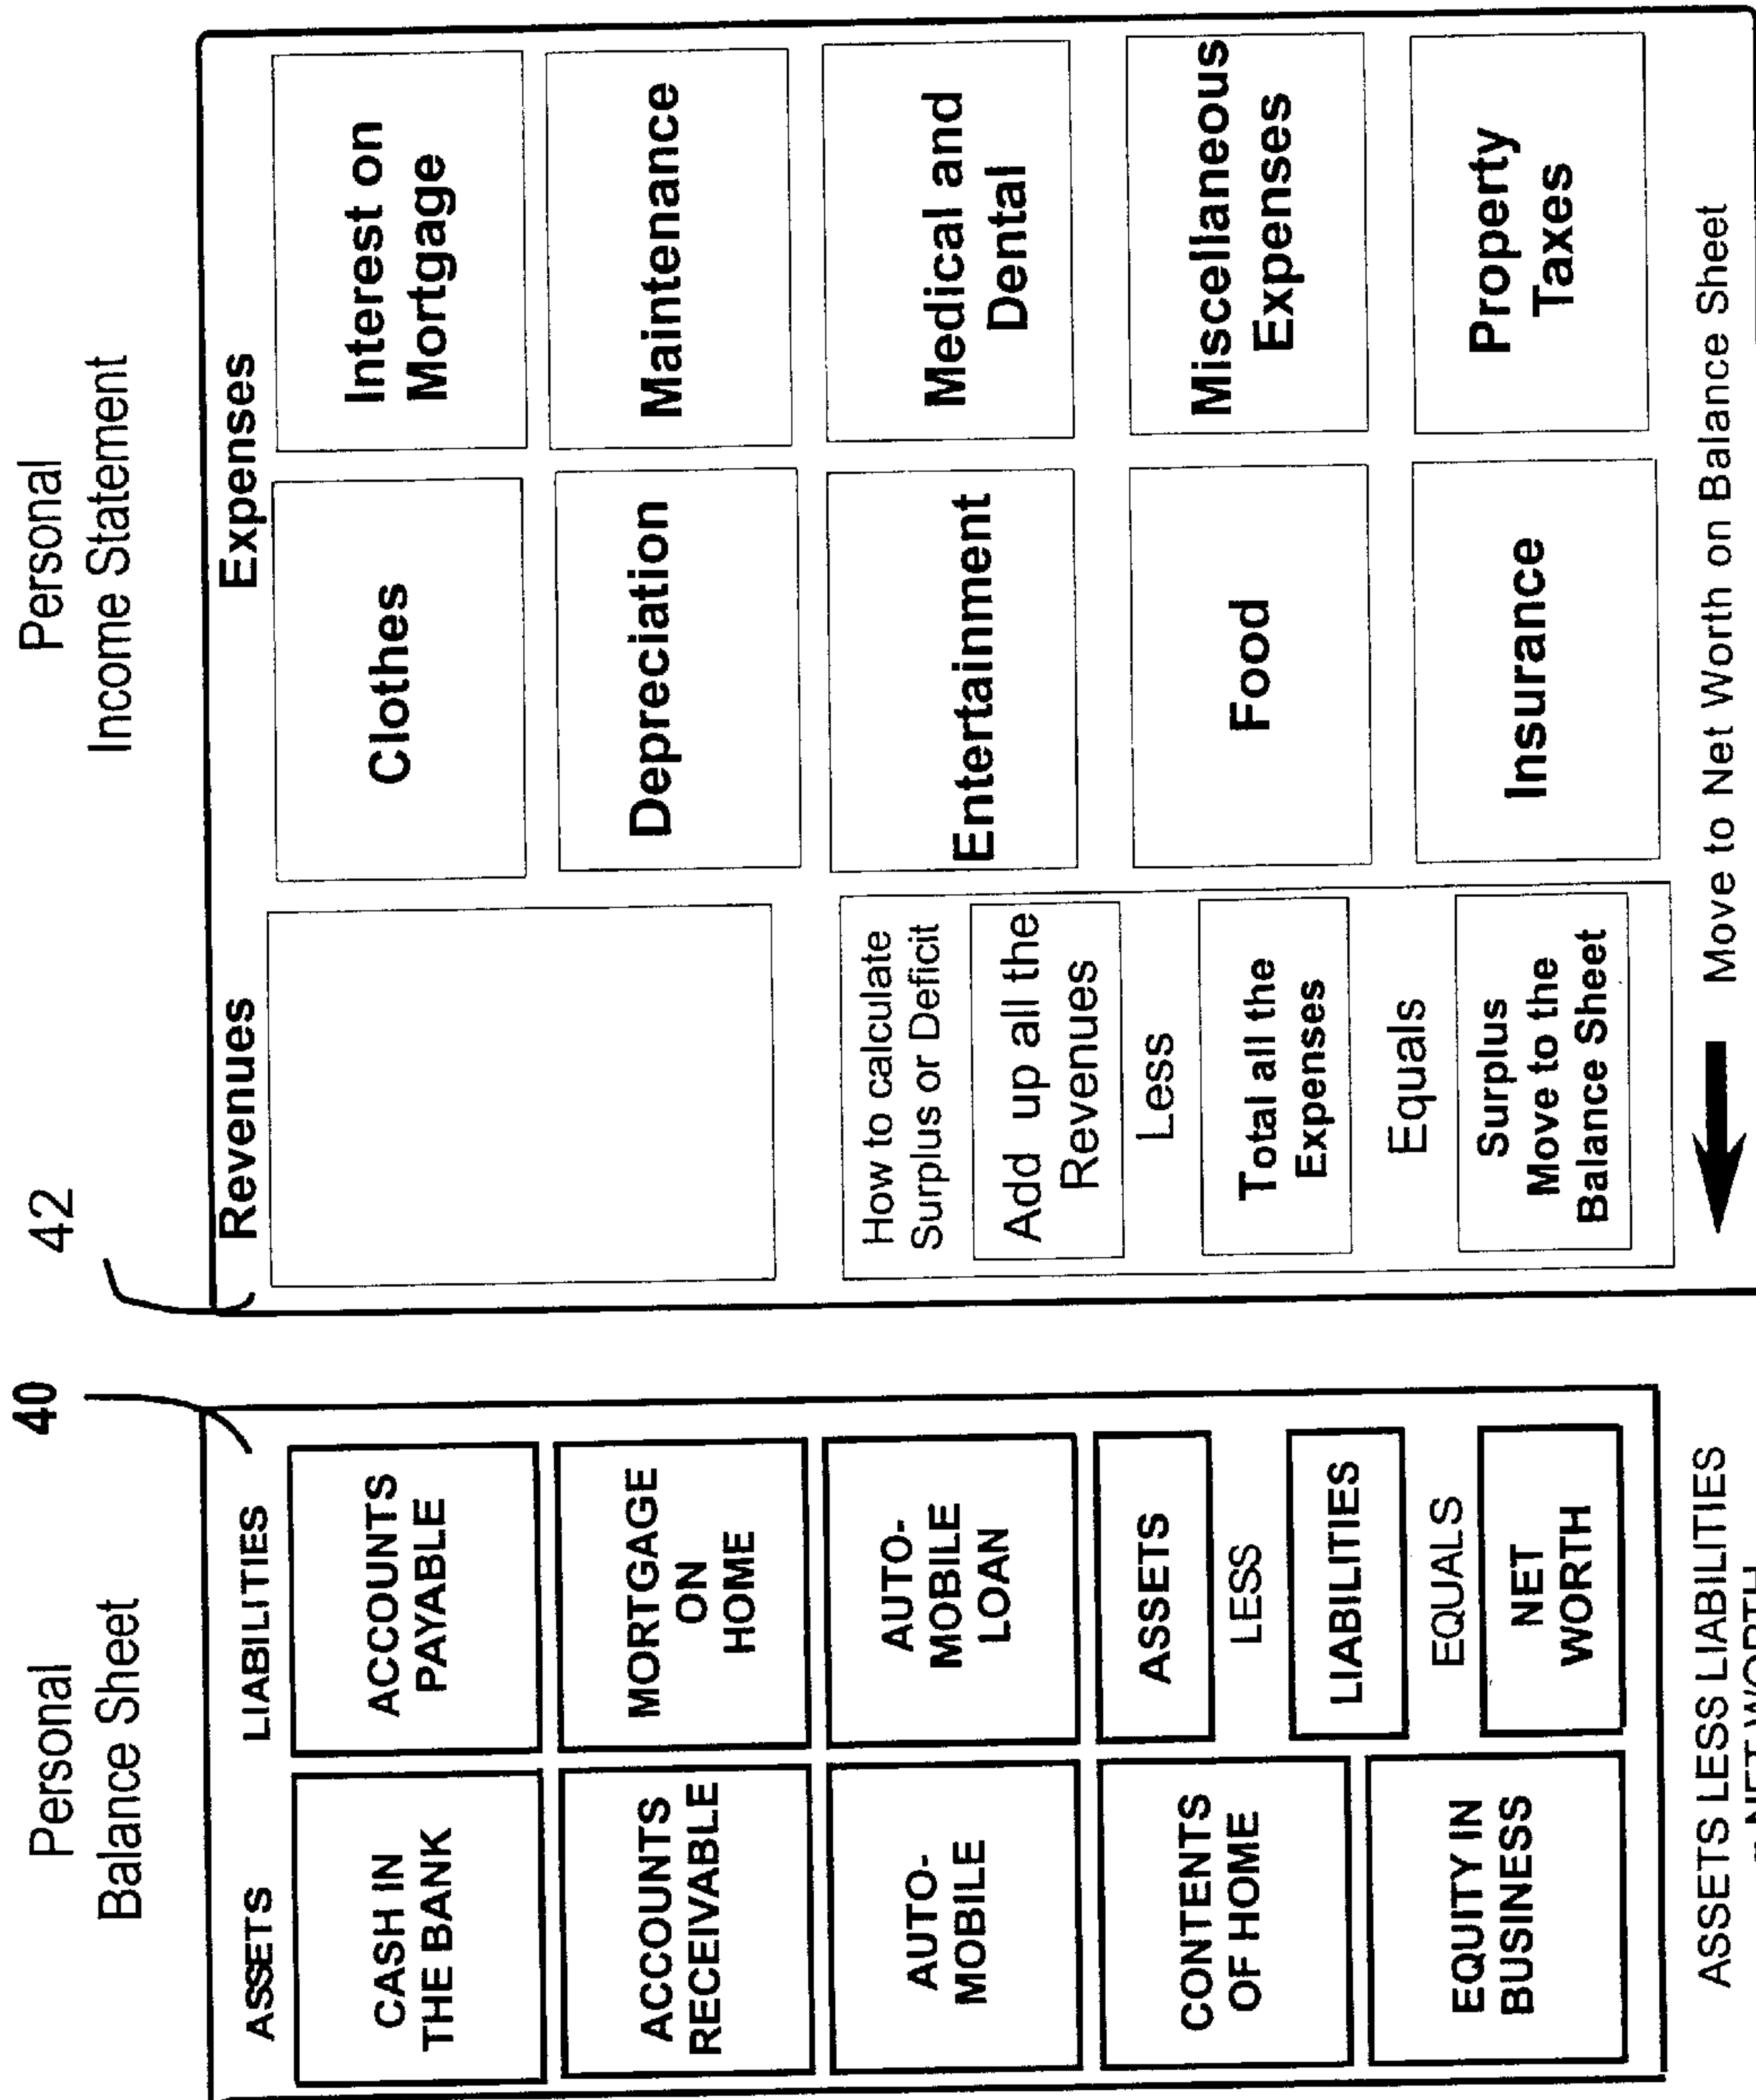 40
Personal
Balance Sheet
ASSETS
LIABILITIES
CASH IN
THE BANK
ACCOUNTS
PAYABLE
ACCOUNTS
RECEIVABLE
MORTGAGE
ON
HOME
AUTO-
MOBILE
AUTO-
MOBILE
LOAN
CONTENTS
OF HOME
ASSETS
LESS
LIABILITIES
EQUITY IN
BUSINESS
EQUALS
NET
WORTH
ASSETS LESS LIABILITIES
NET WORTH
42
Personal
Income Statement
Revenues
Expenses
Clothes
Interest on
Mortgage
Depreciation
Maintenance
How to calculate
Surplus or Deficit
Add up all the
Revenues
Less
Total all the
Expenses
Equals
Surplus
Move to the
Balance Sheet
Entertainment
Medical and
Dental
Food
Miscellaneous
Expenses
Insurance
Property
Taxes
Move to Net Worth on Balance Sheet